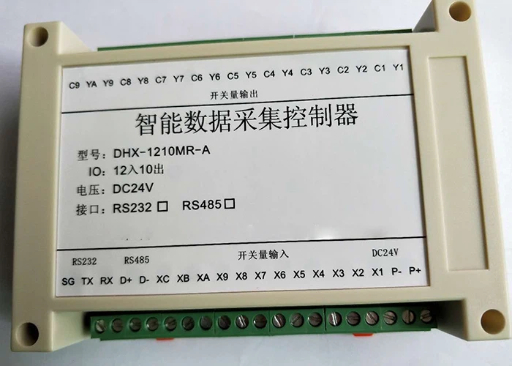 C9 YA Y9 C8 Y8 C7 Y7 C6 Y6 C5 Y5 C4 Y4 C3 Y3 C2 Y2 C1 Y1
开关量输出
智能数据采集控制器
型号：DHX-1210MR-A
IO：12入10出
电压：DC24V
接口：RS232 □ RS485 □
RS232 RS485 开关量输入 DC24V
SG TX RX D+ D- XC XB XA X9 X8 X7 X6 X5 X4 X3 X2 X1 P- P+